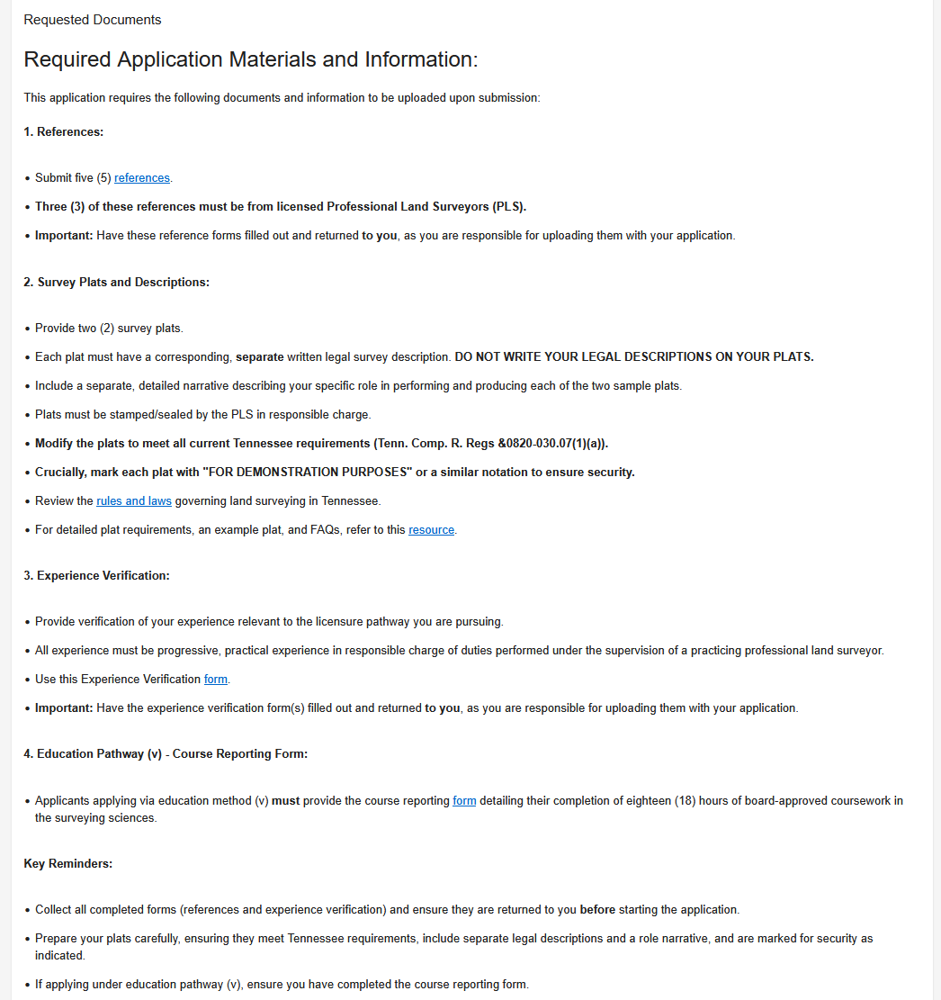 Requested Documents
Required Application Materials and Information:
This application requires the following documents and information to be uploaded upon submission:
1. References:
• Submit five (5) references.
• Three (3) of these references must be from licensed Professional Land Surveyors (PLS).
• Important: Have these reference forms filled out and returned to you, as you are responsible for uploading them with your application.
2. Survey Plats and Descriptions:
• Provide two (2) survey plats.
• Each plat must have a corresponding, separate written legal survey description. DO NOT WRITE YOUR LEGAL DESCRIPTIONS ON YOUR PLATS.
• Include a separate, detailed narrative describing your specific role in performing and producing each of the two sample plats.
• Plats must be stamped/sealed by the PLS in responsible charge.
• Modify the plats to meet all current Tennessee requirements (Tenn. Comp. R. Regs &0820-030.07(1)(a)).
• Crucially, mark each plat with "FOR DEMONSTRATION PURPOSES" or a similar notation to ensure security.
• Review the rules and laws governing land surveying in Tennessee.
• For detailed plat requirements, an example plat, and FAQs, refer to this resource.
3. Experience Verification:
• Provide verification of your experience relevant to the licensure pathway you are pursuing.
• All experience must be progressive, practical experience in responsible charge of duties performed under the supervision of a practicing professional land surveyor.
• Use this Experience Verification form.
• Important: Have the experience verification form(s) filled out and returned to you, as you are responsible for uploading them with your application.
4. Education Pathway (v) - Course Reporting Form:
• Applicants applying via education method (v) must provide the course reporting form detailing their completion of eighteen (18) hours of board-approved coursework in
the surveying sciences.
Key Reminders:
• Collect all completed forms (references and experience verification) and ensure they are returned to you before starting the application.
• Prepare your plats carefully, ensuring they meet Tennessee requirements, include separate legal descriptions and a role narrative, and are marked for security as
indicated.
• If applying under education pathway (v), ensure you have completed the course reporting form.